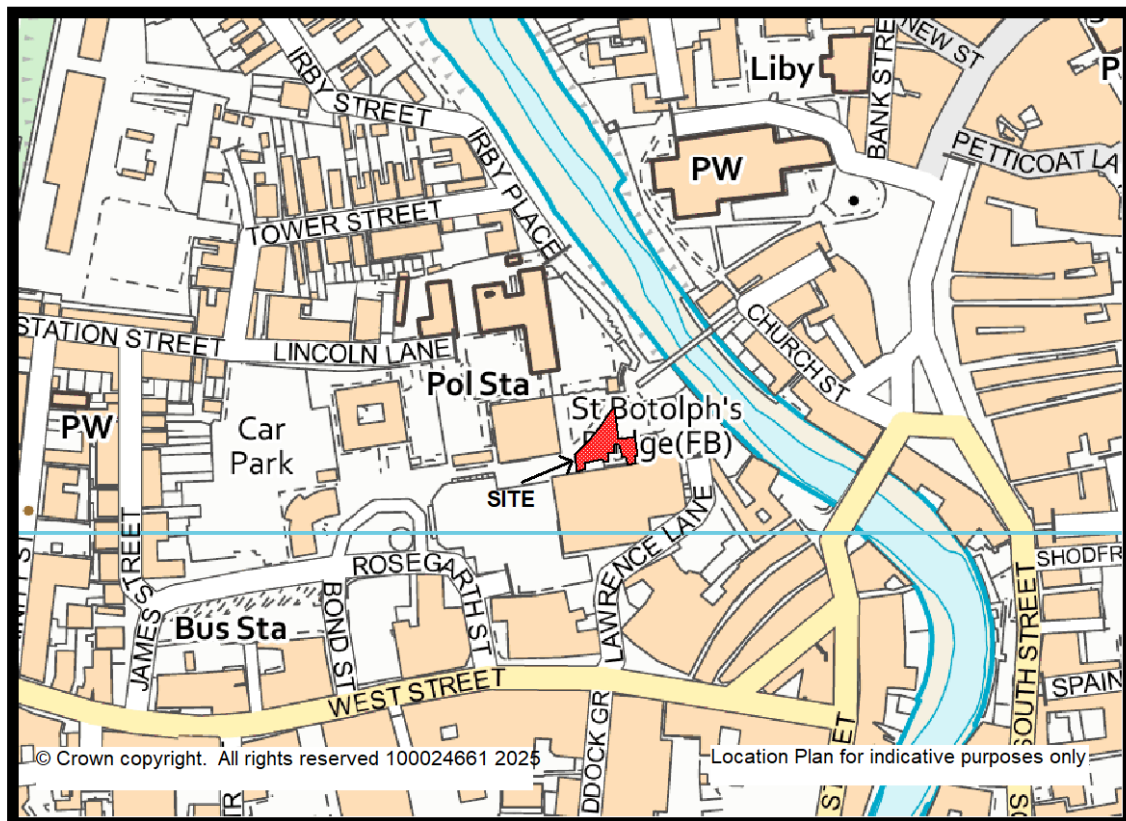 NEW ST
BANK STRE
Liby
P
IRBY STREET
PETTICOAT LA
IRBY PLACE
PW
TOWER STREET
STATION STREET
LINCOLN LANE
CHURCH ST
Pol Sta
St Botolph's
PW
Car
Park
SITE
LAWRENCE LANE
JAMES STREET
ROSEGARTH ST
SHODFR
BOND ST
Bus Sta
WEST STREET
SOUTH STREET
SPAIN
DDOCK GR
© Crown copyright. All rights reserved 100024661 2025
Location Plan for indicative purposes only